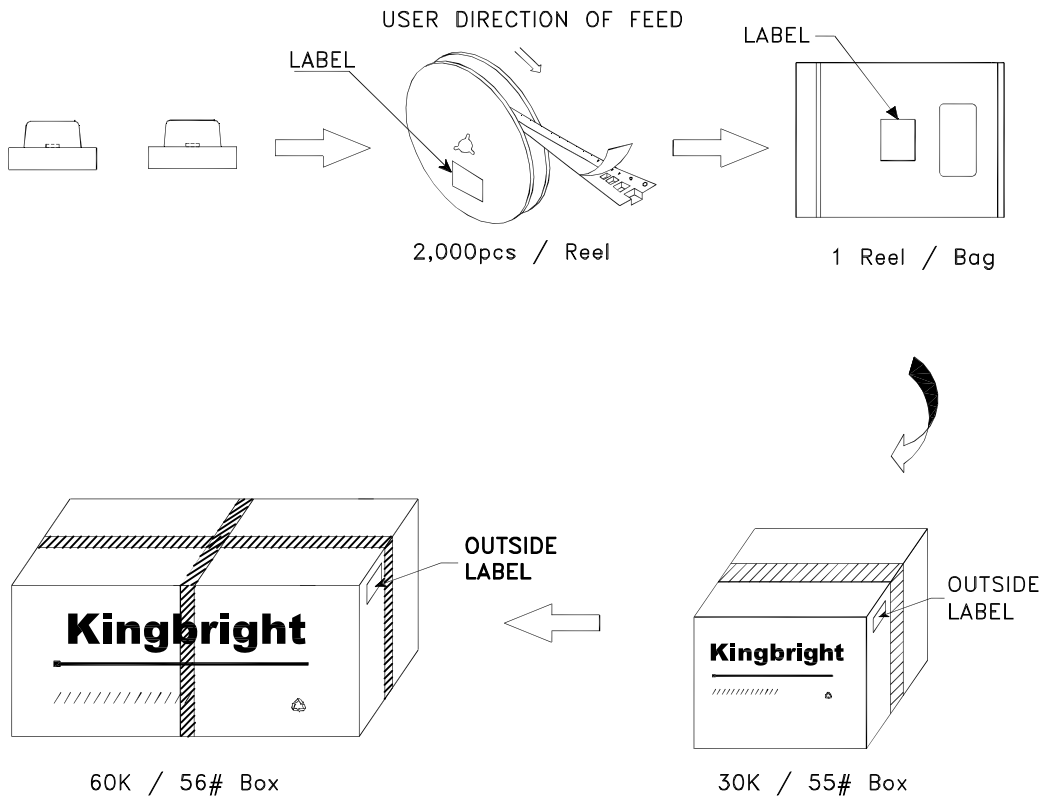 USER DIRECTION OF FEED
LABEL
LABEL
2,000pcs / Reel
1 Reel / Bag
OUTSIDE
LABEL
OUTSIDE
LABEL
Kingbright
Kingbright
60K / 56# Box
30K / 55# Box